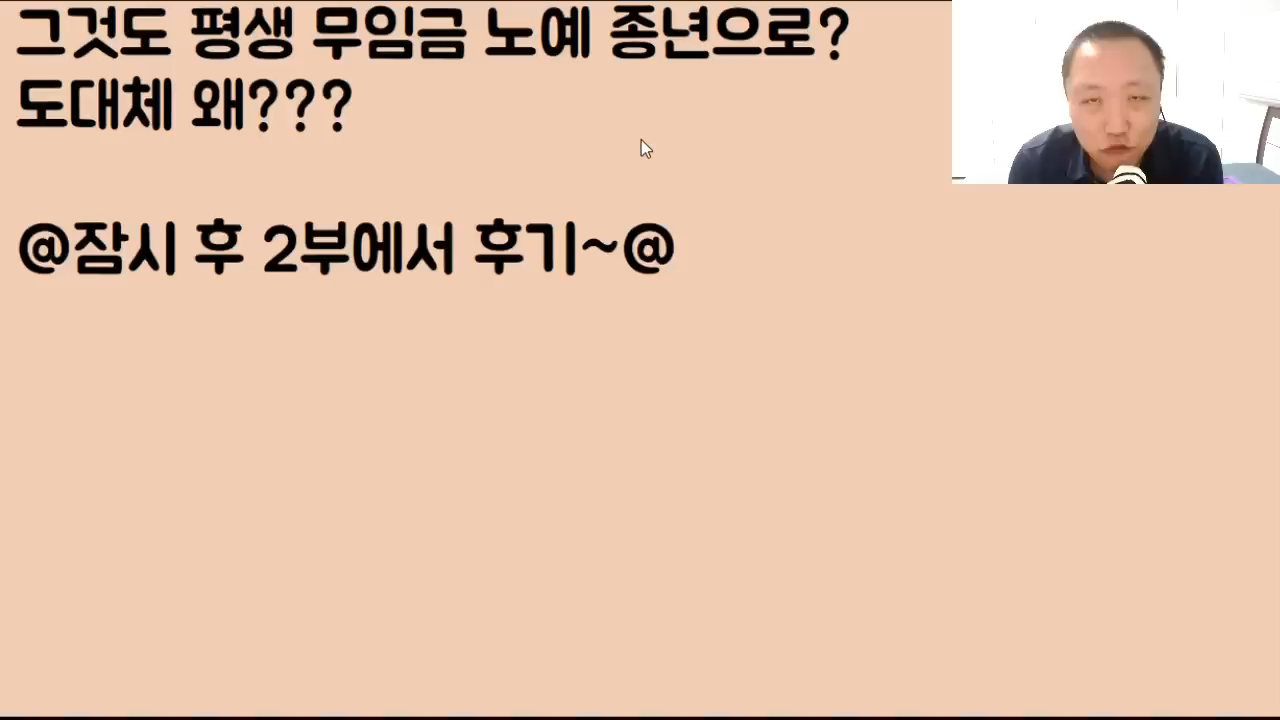 그것도 평생 무임금 노예 종년으로?
도대체 왜???
@잠시 후 2부에서 후기~@